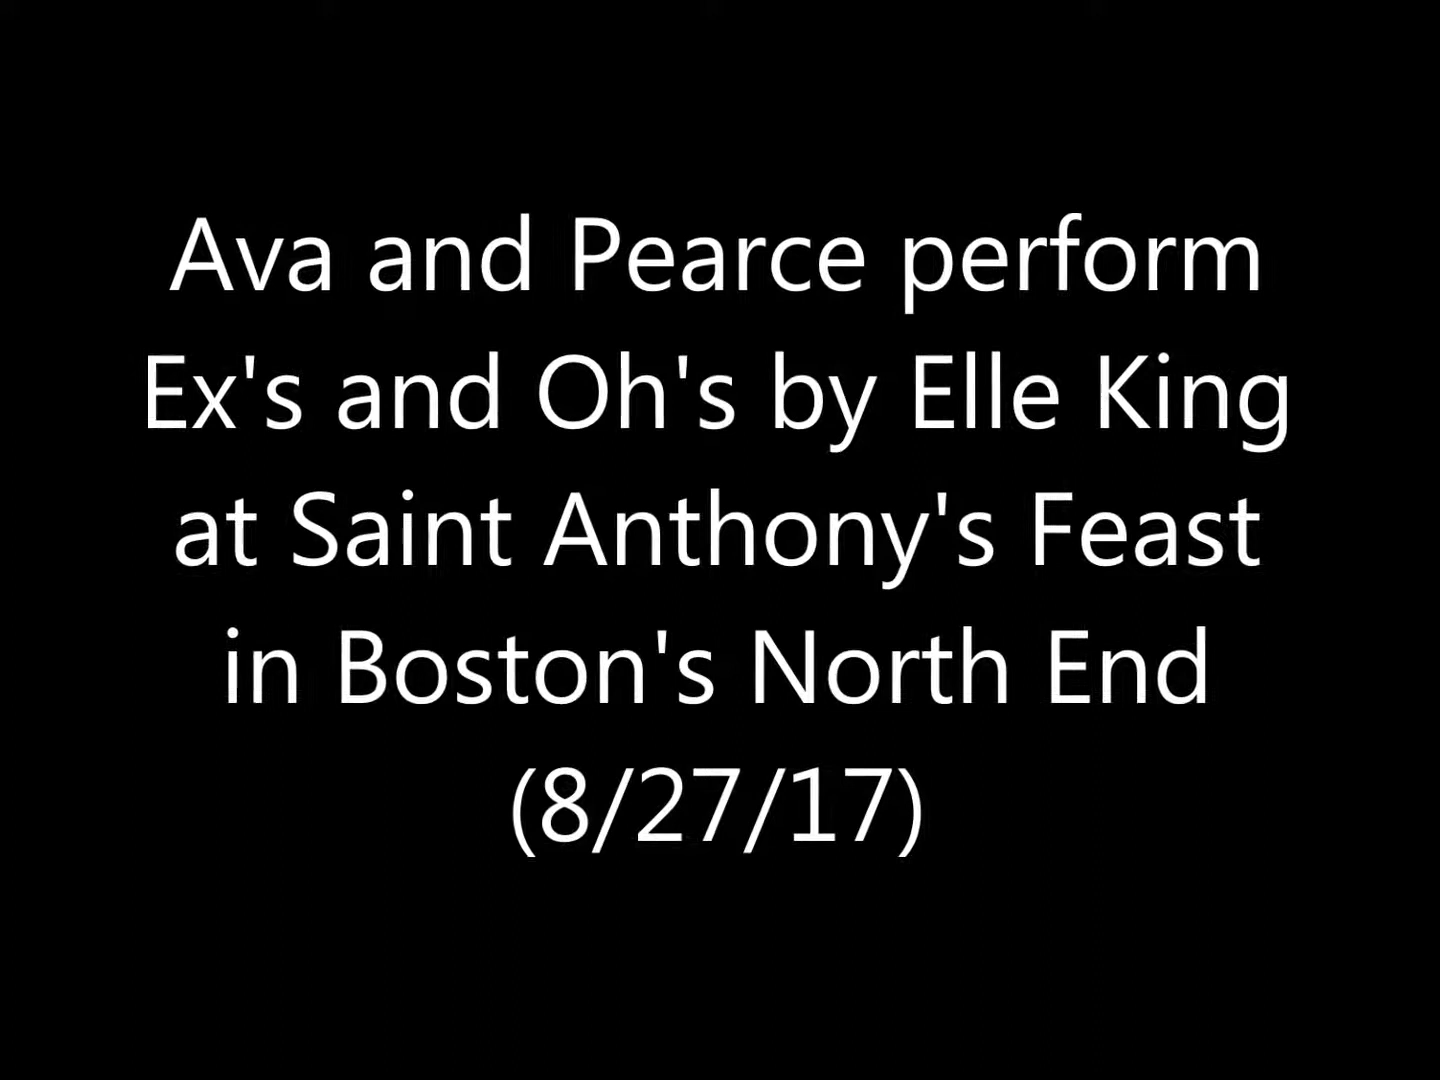 Ava and Pearce perform
Ex's and Oh's by Elle King
at Saint Anthony's Feast
in Boston's North End
(8/27/17)